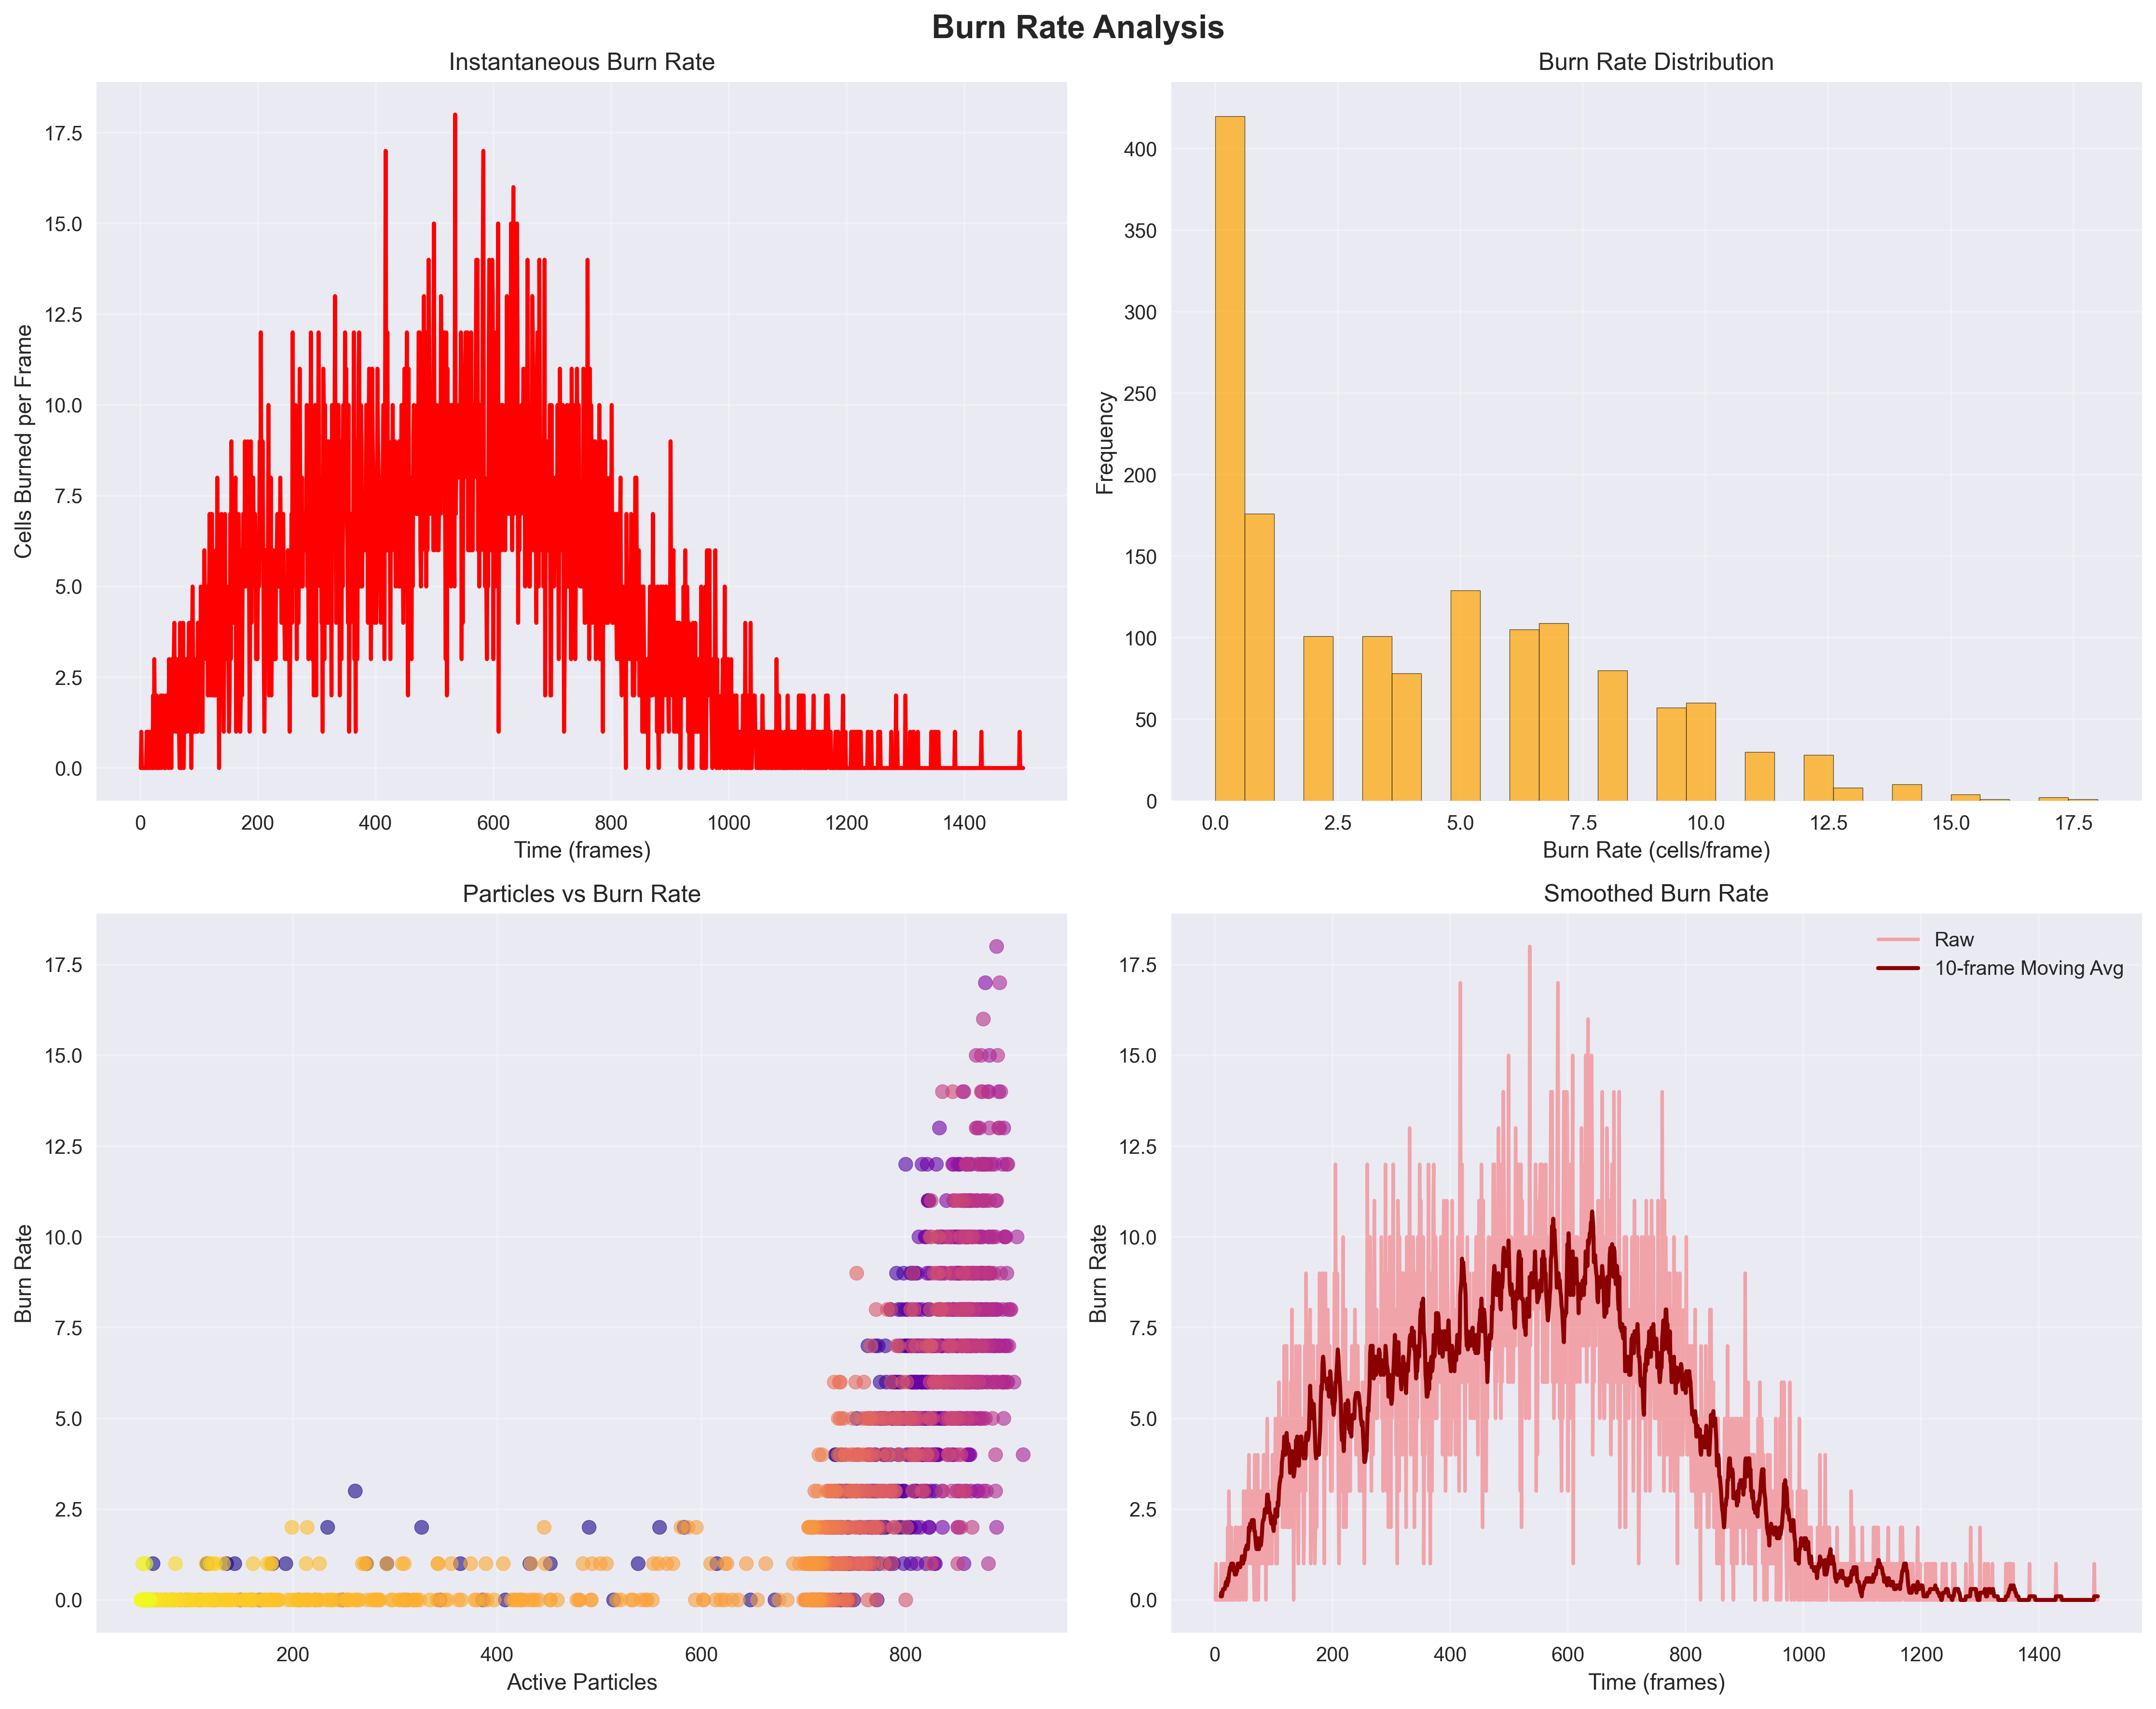 Burn Rate Analysis
Instantaneous Burn Rate
Cells Burned per Frame
17.5
15.0
12.5
10.0
7.5
5.0
2.5
0.0
0 200 400 600 800 1000 1200 1400
Time (frames)
Burn Rate Distribution
Frequency
400
350
300
250
200
150
100
50
0
0.0 2.5 5.0 7.5 10.0 12.5 15.0 17.5
Burn Rate (cells/frame)
Particles vs Burn Rate
Burn Rate
17.5
15.0
12.5
10.0
7.5
5.0
2.5
0.0
200 400 600 800
Active Particles
Smoothed Burn Rate
Raw
10-frame Moving Avg
Burn Rate
17.5
15.0
12.5
10.0
7.5
5.0
2.5
0.0
0 200 400 600 800 1000 1200 1400
Time (frames)